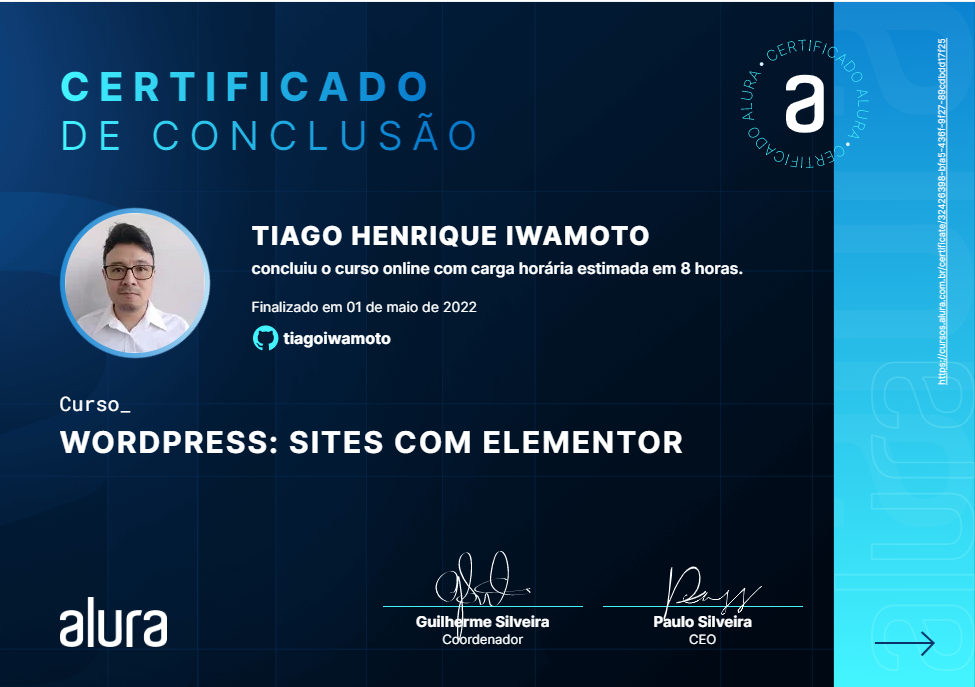 CERTIFICADO
DE CONCLUSÃO
CERTIFICADO ALURA • CERTIFICADO ALURA •
a
TIAGO HENRIQUE IWAMOTO
concluiu o curso online com carga horária estimada em 8 horas.
Finalizado em 01 de maio de 2022
tiagoiwamoto
Curso_
WORDPRESS: SITES COM ELEMENTOR
alura
Guilherme Silveira
Coordenador
Paulo Silveira
CEO
https://cursos.alura.com.br/certificate/32426398-bfa5-436f-9f27-89cdbdd17f25
alura